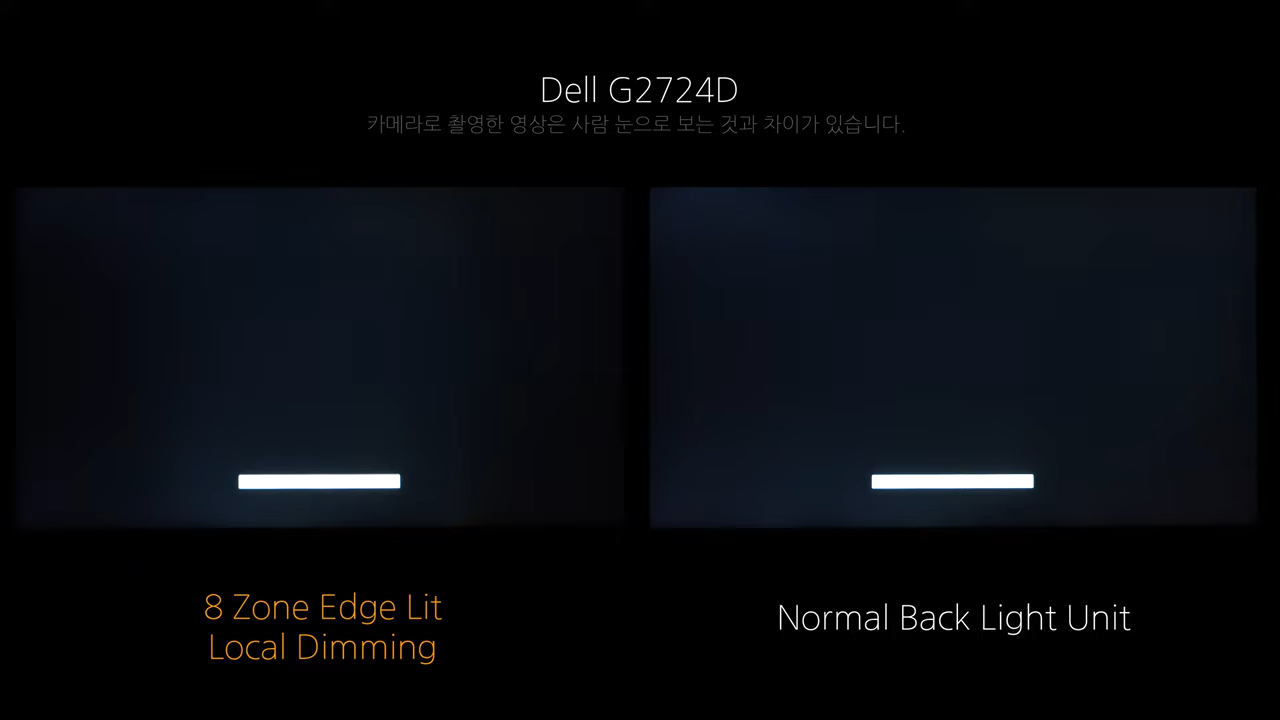 Dell G2724D
카메라로 촬영한 영상은 사람 눈으로 보는 것과 차이가 있습니다.
8 Zone Edge Lit
Local Dimming
Normal Back Light Unit